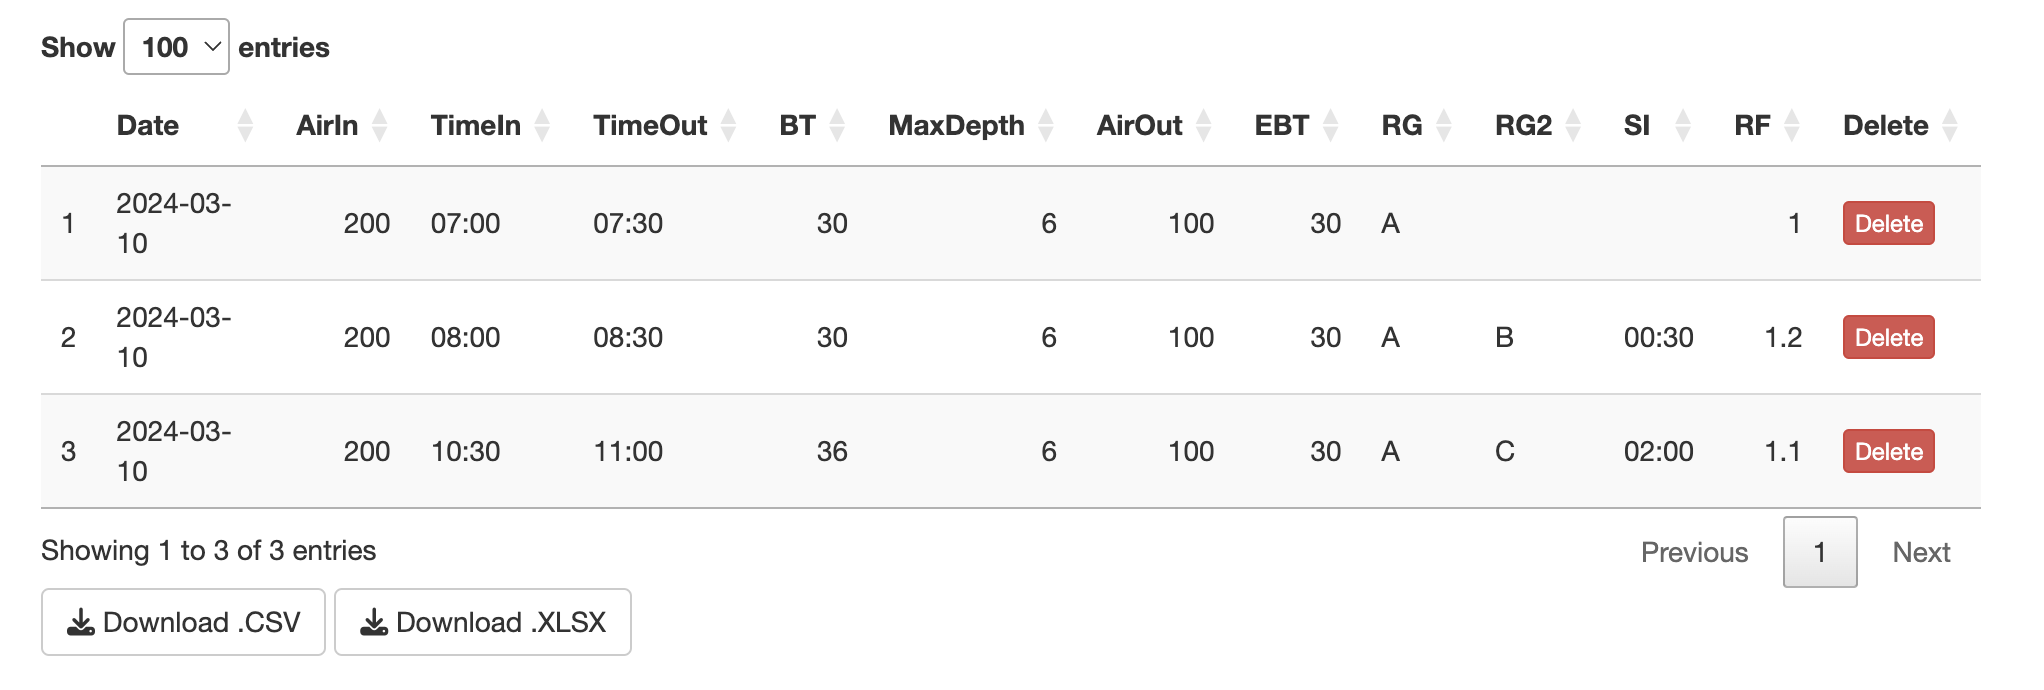 Show 100 entries
Date AirIn TimeIn TimeOut BT MaxDepth AirOut EBT RG RG2 SI RF Delete
1 2024-03-10 200 07:00 07:30 30 6 100 30 A 1 Delete
2 2024-03-10 200 08:00 08:30 30 6 100 30 A B 00:30 1.2 Delete
3 2024-03-10 200 10:30 11:00 36 6 100 30 A C 02:00 1.1 Delete
Showing 1 to 3 of 3 entries
Previous 1 Next
Download .CSV Download .XLSX